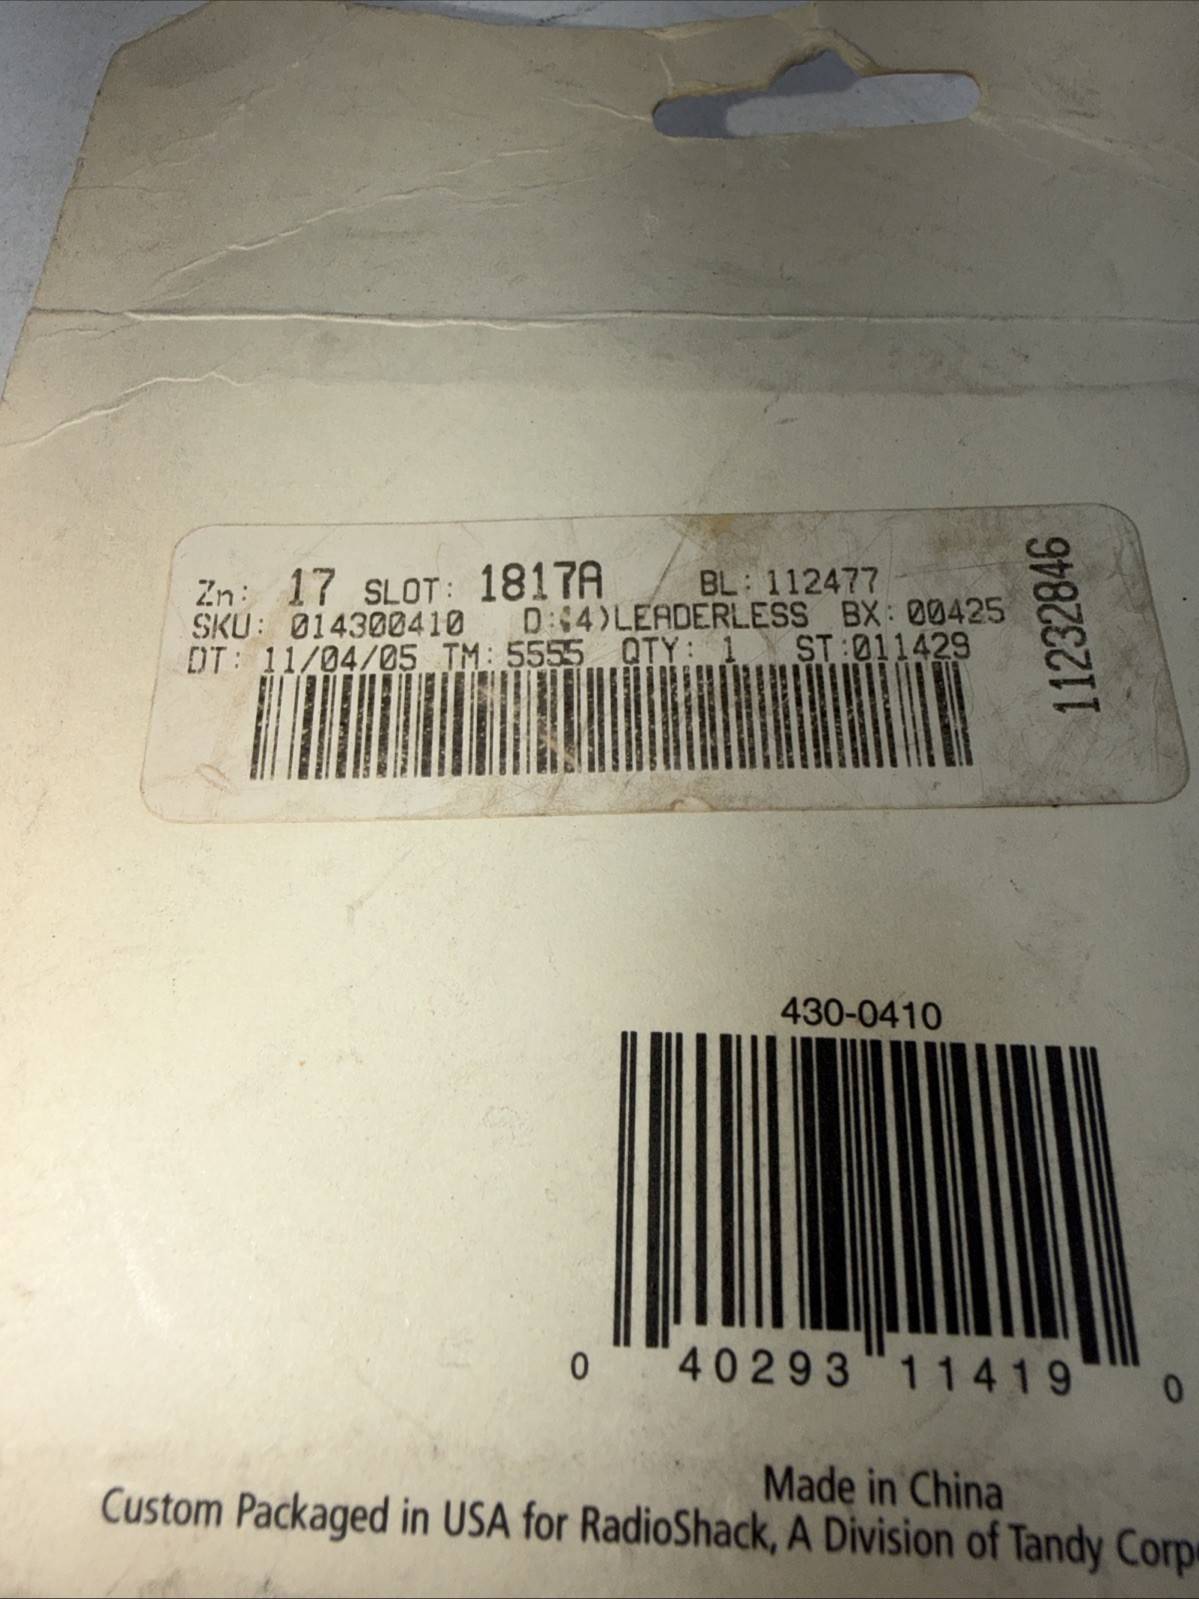 Zn: 17 SLOT: 1817A BL: 112477
SKU: 014300410 D:(4)LEADERLESS BX: 00425
DT: 11/04/05 TM: 5555 QTY: 1 ST:011429
11232846
430-0410
0 40293 11419 0
Made in China
Custom Packaged in USA for RadioShack, A Division of Tandy Corp